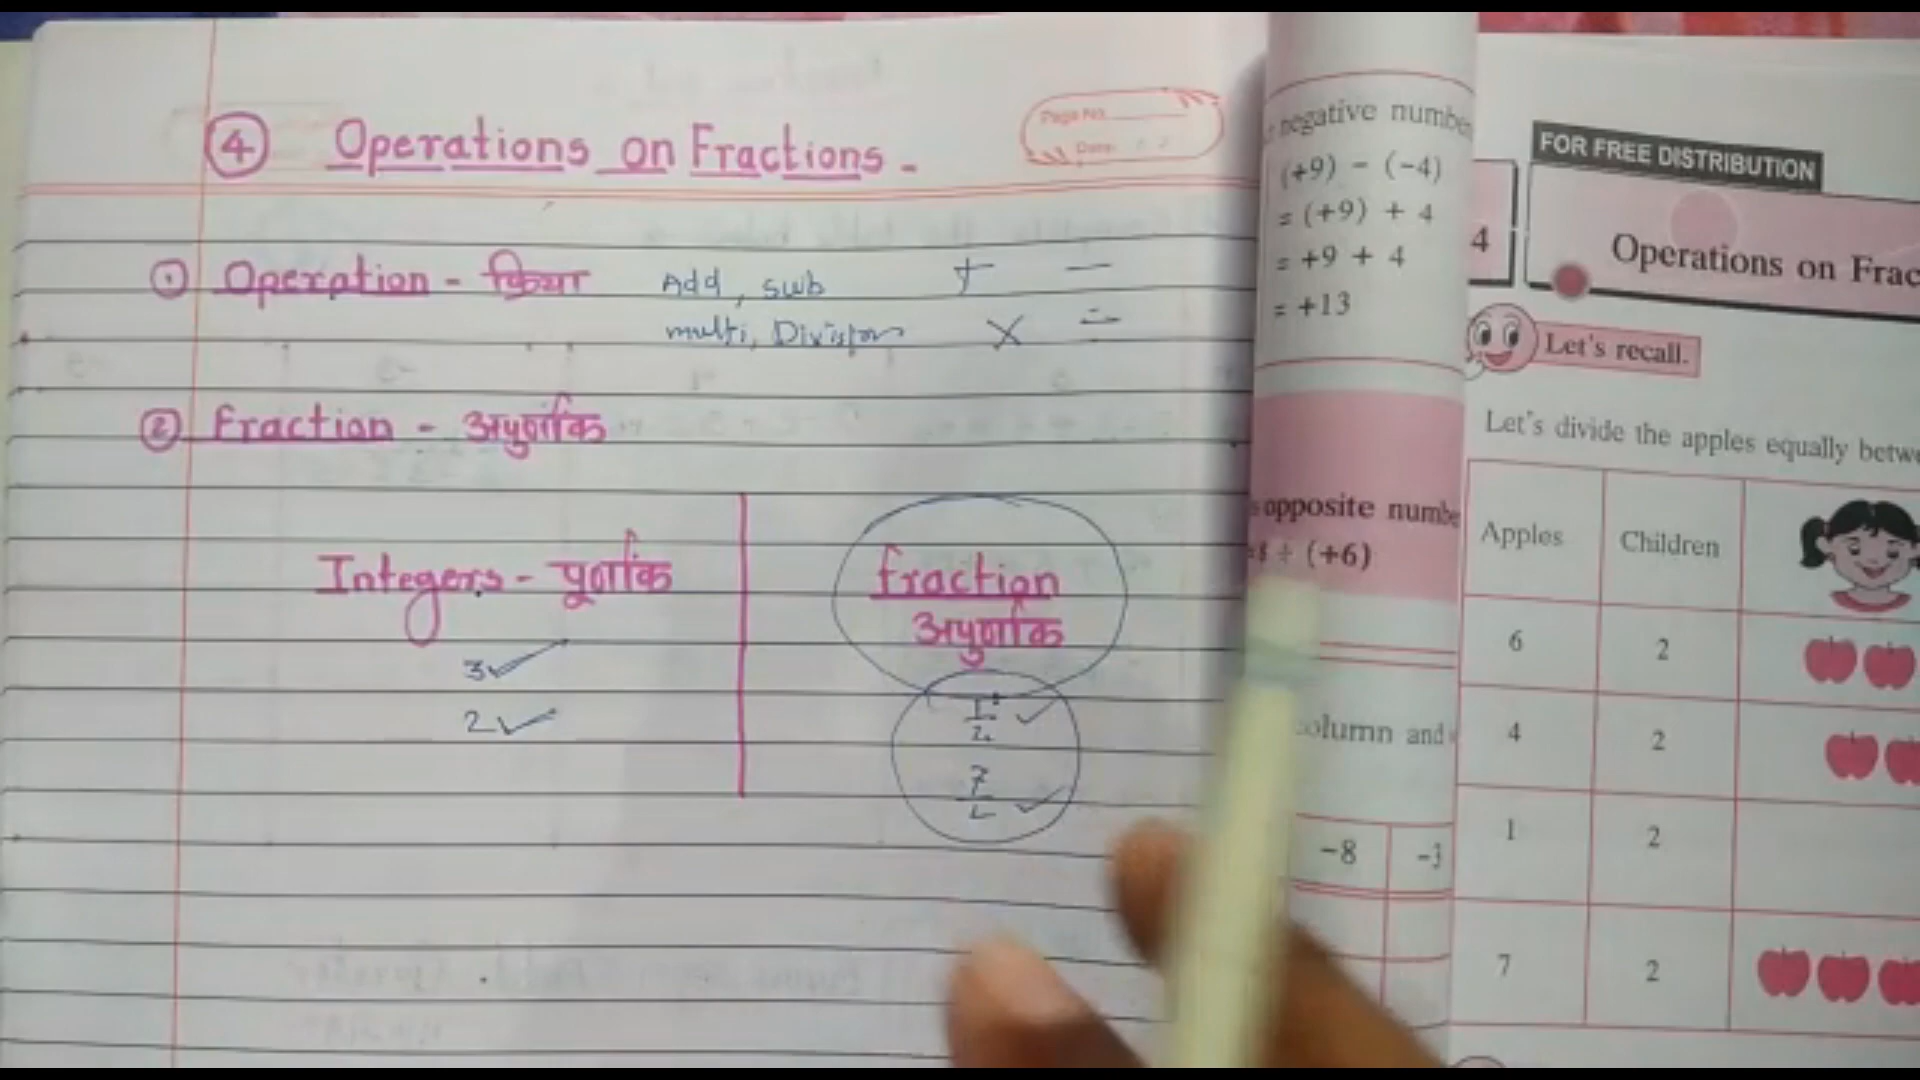 4 Operations on Fractions -
Page No.
Date:
1 Operation - क्रिया Add, sub + -
multi, Division × ÷
2 Fraction - अपुर्णांक
Integers - पूर्णांक
3
2
fraction
अपुर्णांक
1/2
7/2
negative number
(+9) - (-4)
= (+9) + 4
= +9 + 4
= +13
opposite numbe
÷ (+6)
column and
-8
FOR FREE DISTRIBUTION
4 Operations on Frac
Let's recall.
Let's divide the apples equally betwe
Apples Children
6 2
4 2
1 2
7 2